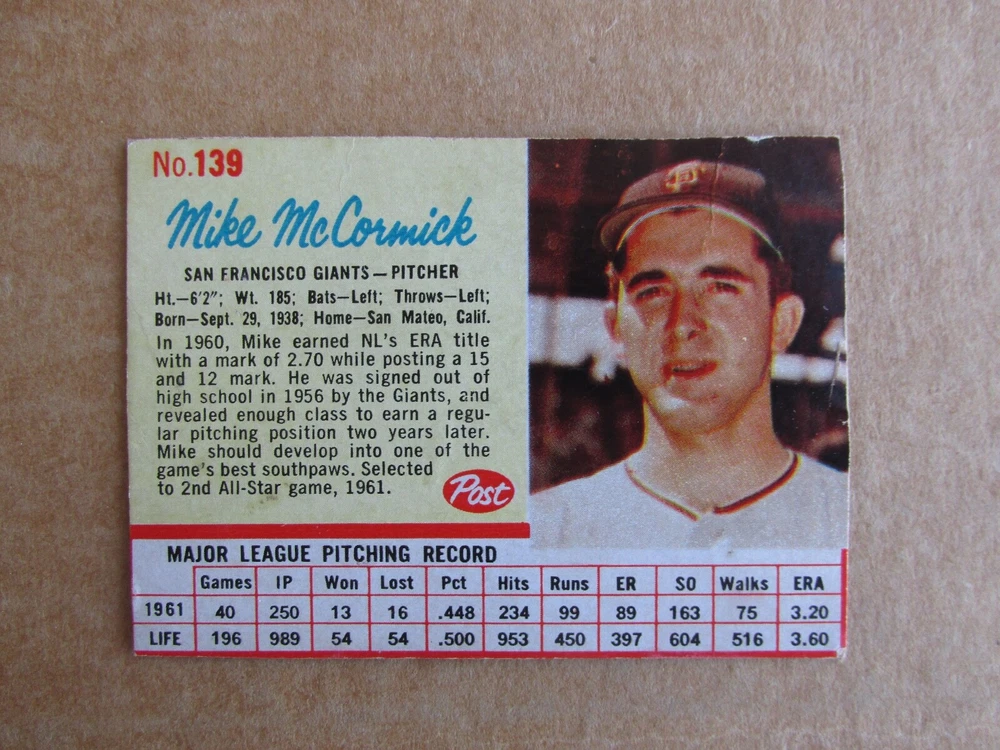 No.139
Mike McCormick
SAN FRANCISCO GIANTS—PITCHER
Ht.—6'2"; Wt. 185; Bats—Left; Throws—Left;
Born—Sept. 29, 1938; Home—San Mateo, Calif.
In 1960, Mike earned NL's ERA title
with a mark of 2.70 while posting a 15
and 12 mark. He was signed out of
high school in 1956 by the Giants, and
revealed enough class to earn a regu-
lar pitching position two years later.
Mike should develop into one of the
game's best southpaws. Selected
to 2nd All-Star game, 1961.
Post
SF
MAJOR LEAGUE PITCHING RECORD
Games IP Won Lost Pct Hits Runs ER SO Walks ERA
1961 40 250 13 16 .448 234 99 89 163 75 3.20
LIFE 196 989 54 54 .500 953 450 397 604 516 3.60